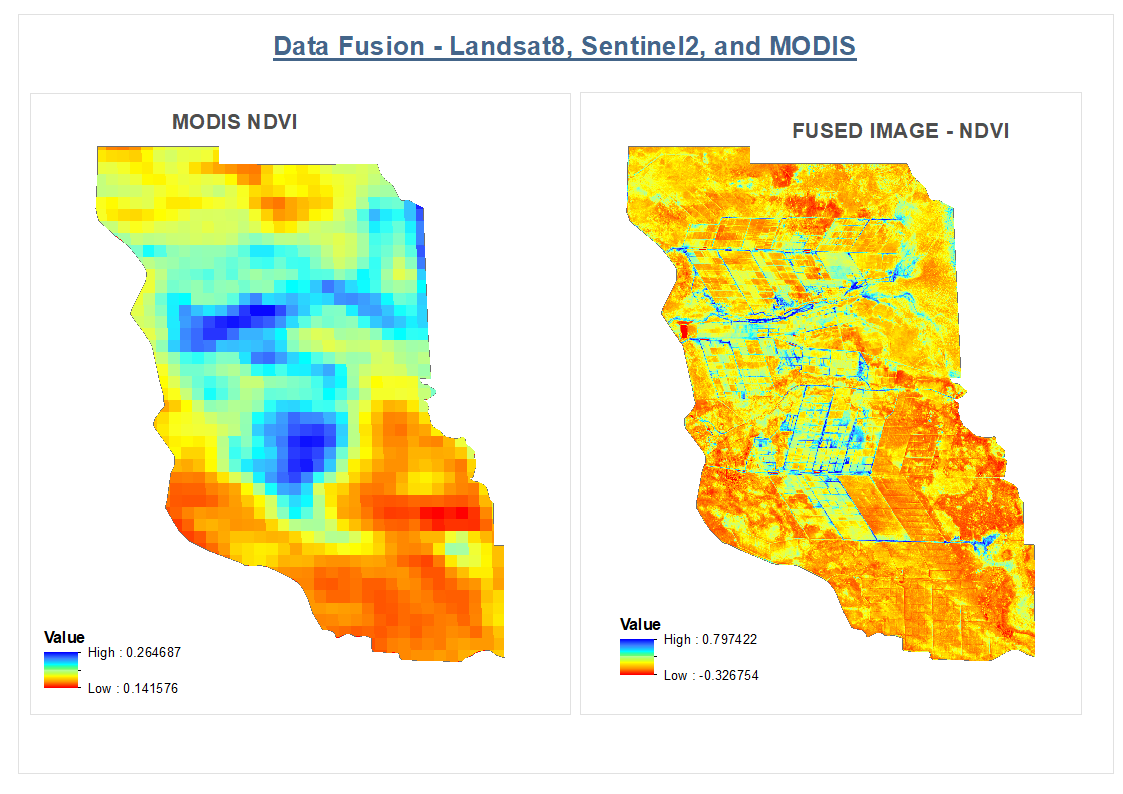 Data Fusion - Landsat8, Sentinel2, and MODIS
MODIS NDVI
Value
High : 0.264687
Low : 0.141576
FUSED IMAGE - NDVI
Value
High : 0.797422
Low : -0.326754